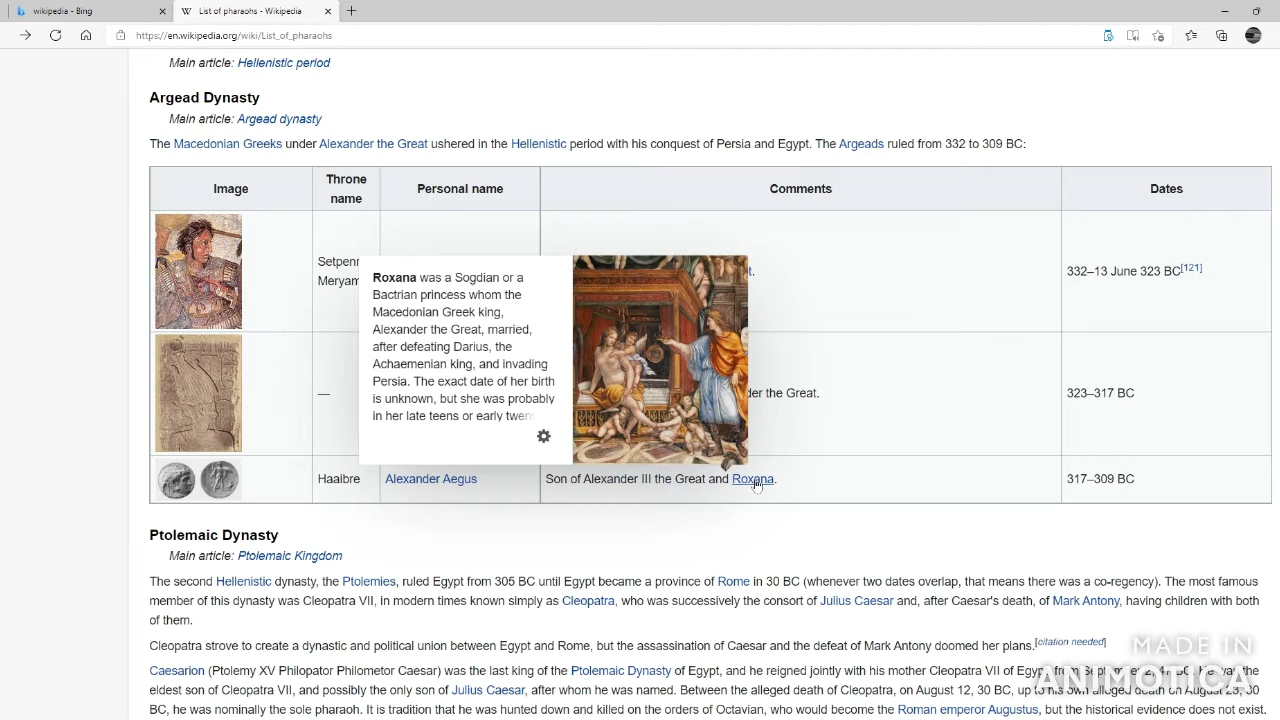 wikipedia - Bing
List of pharaohs - Wikipedia
https://en.wikipedia.org/wiki/List_of_pharaohs
Main article: Hellenistic period
Argead Dynasty
Main article: Argead dynasty
The Macedonian Greeks under Alexander the Great ushered in the Hellenistic period with his conquest of Persia and Egypt. The Argeads ruled from 332 to 309 BC:
Image Throne name Personal name Comments Dates
Setpenr
Meryam
t.
332–13 June 323 BC[121]
Roxana was a Sogdian or a
Bactrian princess whom the
Macedonian Greek king,
Alexander the Great, married,
after defeating Darius, the
Achaemenian king, and invading
Persia. The exact date of her birth
is unknown, but she was probably
in her late teens or early twen
— der the Great. 323–317 BC
Haaibre Alexander Aegus Son of Alexander III the Great and Roxana. 317–309 BC
Ptolemaic Dynasty
Main article: Ptolemaic Kingdom
The second Hellenistic dynasty, the Ptolemies, ruled Egypt from 305 BC until Egypt became a province of Rome in 30 BC (whenever two dates overlap, that means there was a co-regency). The most famous
member of this dynasty was Cleopatra VII, in modern times known simply as Cleopatra, who was successively the consort of Julius Caesar and, after Caesar's death, of Mark Antony, having children with both
of them.
Cleopatra strove to create a dynastic and political union between Egypt and Rome, but the assassination of Caesar and the defeat of Mark Antony doomed her plans.[citation needed]
Caesarion (Ptolemy XV Philopator Philometor Caesar) was the last king of the Ptolemaic Dynasty of Egypt, and he reigned jointly with his mother Cleopatra VII of Egypt from September 2, 47 BC. He was the
eldest son of Cleopatra VII, and possibly the only son of Julius Caesar, after whom he was named. Between the alleged death of Cleopatra, on August 12, 30 BC, up to his own alleged death on August 23, 30
BC, he was nominally the sole pharaoh. It is tradition that he was hunted down and killed on the orders of Octavian, who would become the Roman emperor Augustus, but the historical evidence does not exist.
MADE IN
ANIMOTICA